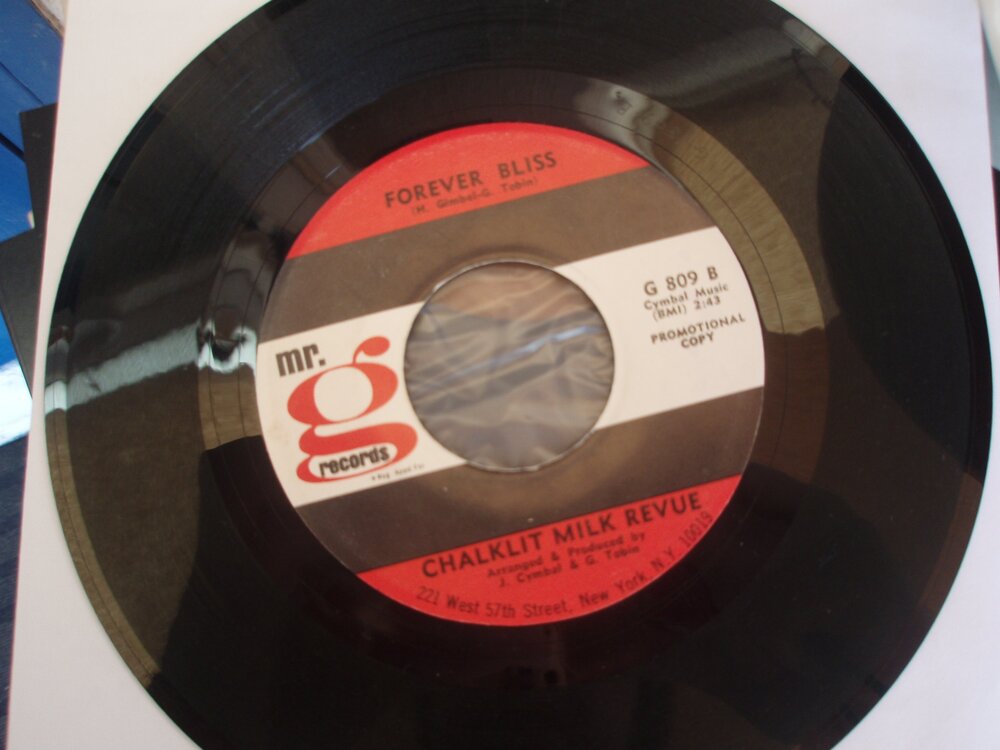 FOREVER BLISS
(H. Gimbel-G. Tobin)
G 809 B
Cymbal Music
(BMI) 2:43
PROMOTIONAL
COPY
mr.
g
records
CHALKLIT MILK REVUE
Arranged & Produced by
J. Cymbal & G. Tobin
221 West 57th Street, New York, N.Y. 10019